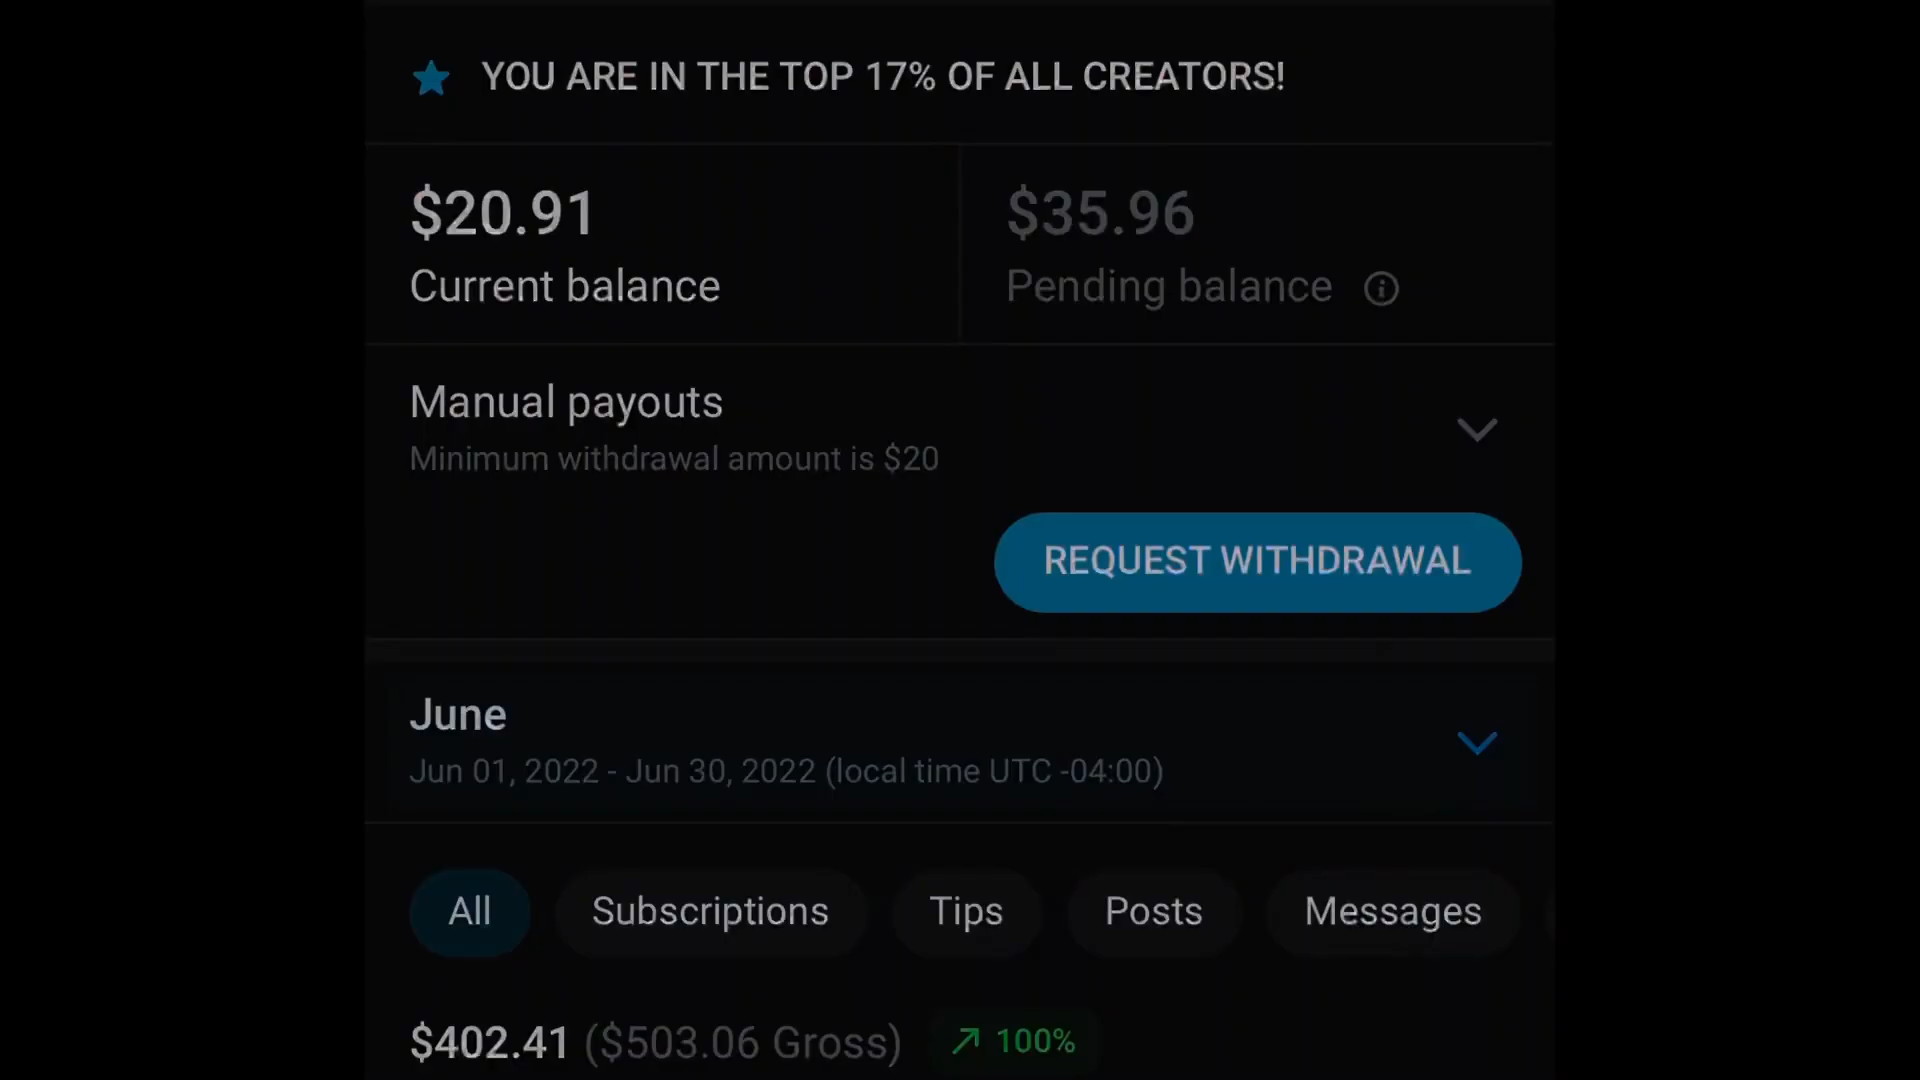 YOU ARE IN THE TOP 17% OF ALL CREATORS!
$20.91
Current balance
$35.96
Pending balance
Manual payouts
Minimum withdrawal amount is $20
REQUEST WITHDRAWAL
June
Jun 01, 2022 - Jun 30, 2022 (local time UTC -04:00)
All Subscriptions Tips Posts Messages
$402.41 ($503.06 Gross) 100%